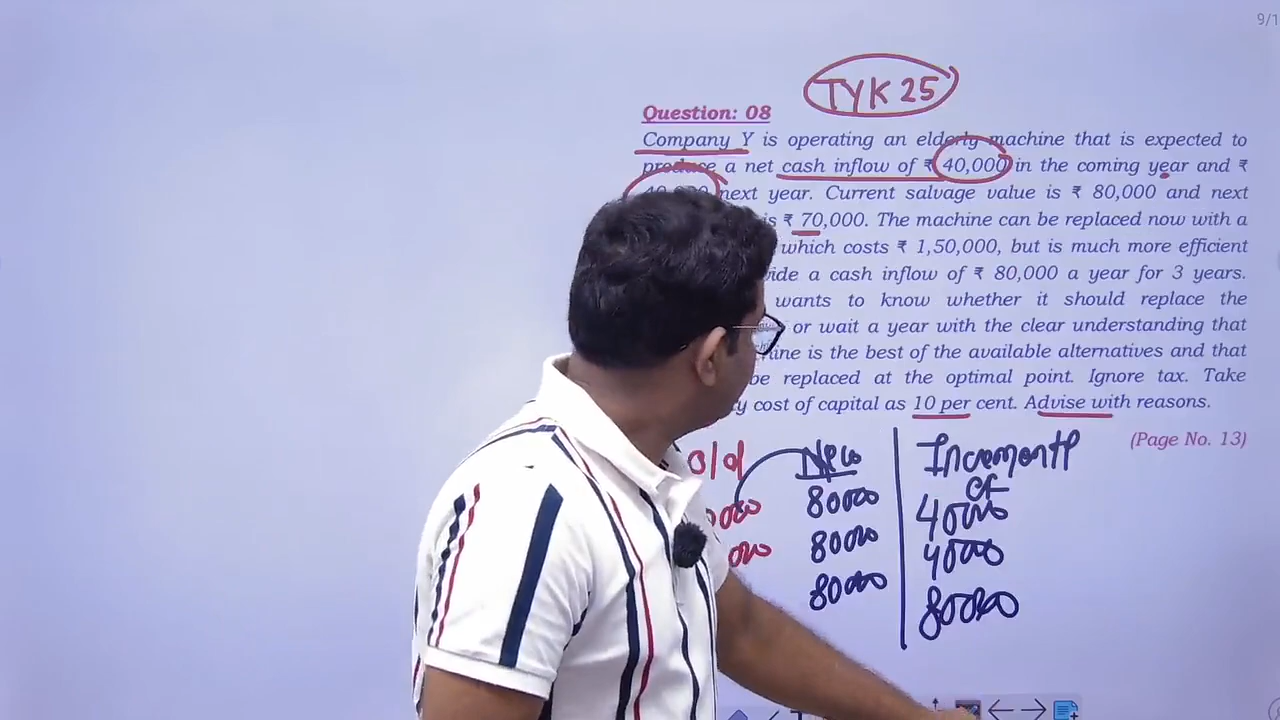 9/1
TYK 25
Question: 08
Company Y is operating an elderly machine that is expected to
produce a net cash inflow of ₹ 40,000 in the coming year and ₹
next year. Current salvage value is ₹ 80,000 and next
is ₹ 70,000. The machine can be replaced now with a
which costs ₹ 1,50,000, but is much more efficient
a cash inflow of ₹ 80,000 a year for 3 years.
wants to know whether it should replace the
or wait a year with the clear understanding that
is the best of the available alternatives and that
be replaced at the optimal point. Ignore tax. Take
cost of capital as 10 per cent. Advise with reasons.
(Page No. 13)
old New Incremental
CF
80000 40000
80000 40000
80000 80000